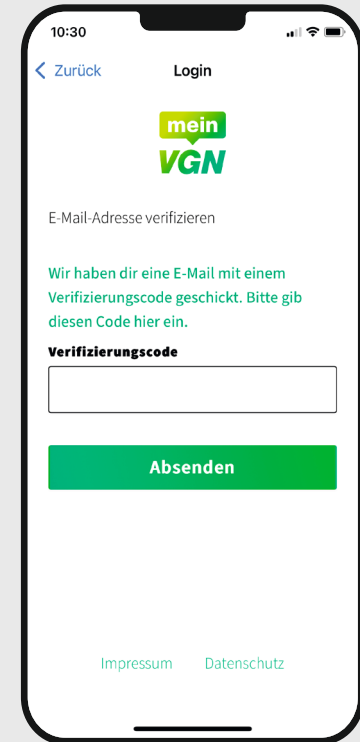 10:30
Zurück
Login
mein
VGN
E-Mail-Adresse verifizieren
Wir haben dir eine E-Mail mit einem
Verifizierungscode geschickt. Bitte gib
diesen Code hier ein.
Verifizierungscode
Absenden
Impressum Datenschutz